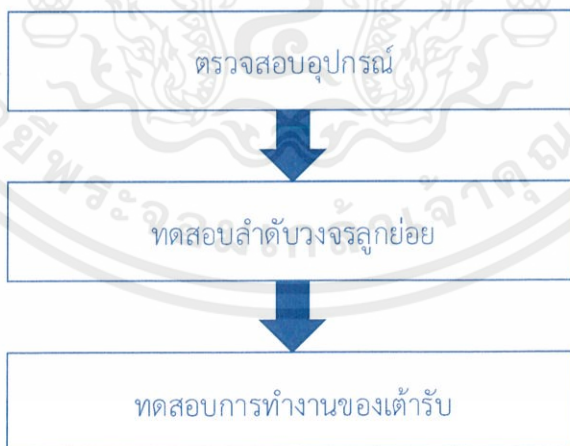 ตรวจสอบอุปกรณ์
ทดสอบลำดับวงจรลูกย่อย
ทดสอบการทำงานของเต้ารับ